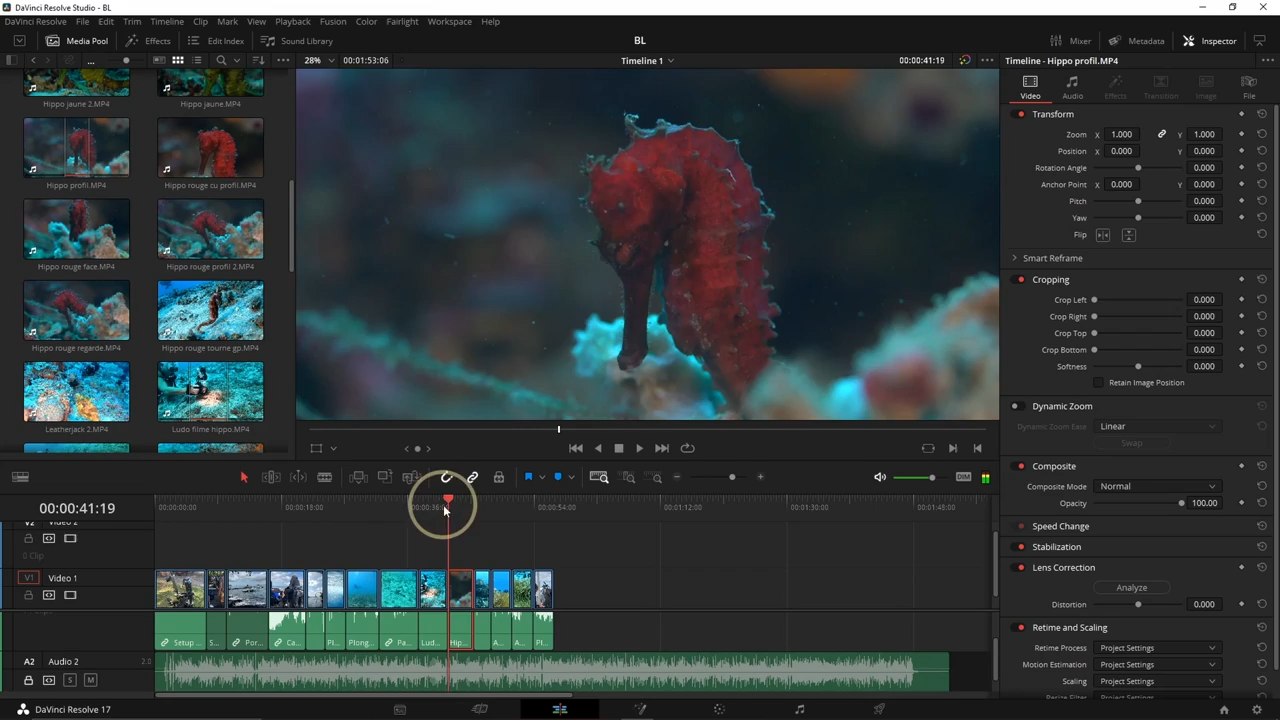 DaVinci Resolve Studio - BL
DaVinci Resolve File Edit Trim Timeline Clip Mark View Playback Fusion Color Fairlight Workspace Help
Media Pool Effects Edit Index Sound Library BL Mixer Metadata Inspector
... 28% 00:01:53:06 Timeline 1 00:00:41:19 ... Timeline - Hippo profil.MP4 ...
Video Audio Effects Transition Image File
Hippo jaune 2.MP4 Hippo jaune.MP4
Hippo profil.MP4 Hippo rouge cu profil.MP4
Hippo rouge face.MP4 Hippo rouge profil 2.MP4
Hippo rouge regarde.MP4 Hippo rouge tourne gp.MP4
Leatherjack 2.MP4 Ludo filme hippo.MP4
Transform
Zoom X 1.000 Y 1.000
Position X 0.000 Y 0.000
Rotation Angle 0.000
Anchor Point X 0.000 Y 0.000
Pitch 0.000
Yaw 0.000
Flip
Smart Reframe
Cropping
Crop Left 0.000
Crop Right 0.000
Crop Top 0.000
Crop Bottom 0.000
Softness 0.000
Retain Image Position
Dynamic Zoom
Dynamic Zoom Ease Linear
Swap
Composite
Composite Mode Normal
Opacity 100.00
Speed Change
Stabilization
Lens Correction
Analyze
Distortion 0.000
Retime and Scaling
Retime Process Project Settings
Motion Estimation Project Settings
Scaling Project Settings
Resize Filter Project Settings
DIM
00:00:41:19 00:00:00:00 00:00:18:00 00:00:54:00 00:01:12:00 00:01:30:00 00:01:48:00
V2 Video 2
0 Clip
V1 Video 1
Setup ... S... Por... Ca... Pl... Plong... Pa... Lud... Hip... A... A... Pl...
A2 Audio 2 2.0
S M
DaVinci Resolve 17